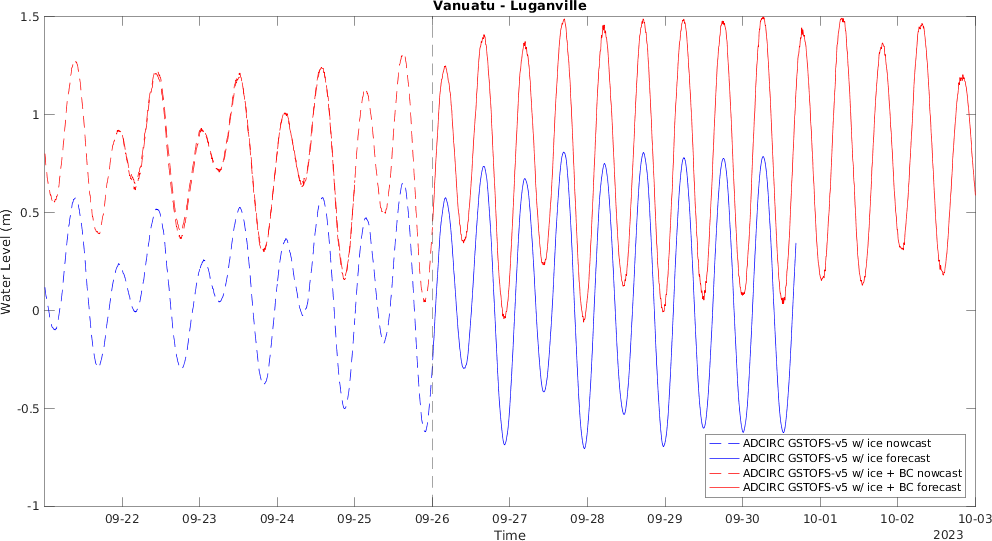 Vanuatu - Luganville
1.5
1
0.5
0
-0.5
-1
Water Level (m)
ADCIRC GSTOFS-v5 w/ ice nowcast
ADCIRC GSTOFS-v5 w/ ice forecast
ADCIRC GSTOFS-v5 w/ ice + BC nowcast
ADCIRC GSTOFS-v5 w/ ice + BC forecast
09-22 09-23 09-24 09-25 09-26 09-27 09-28 09-29 09-30 10-01 10-02 10-03
Time
2023